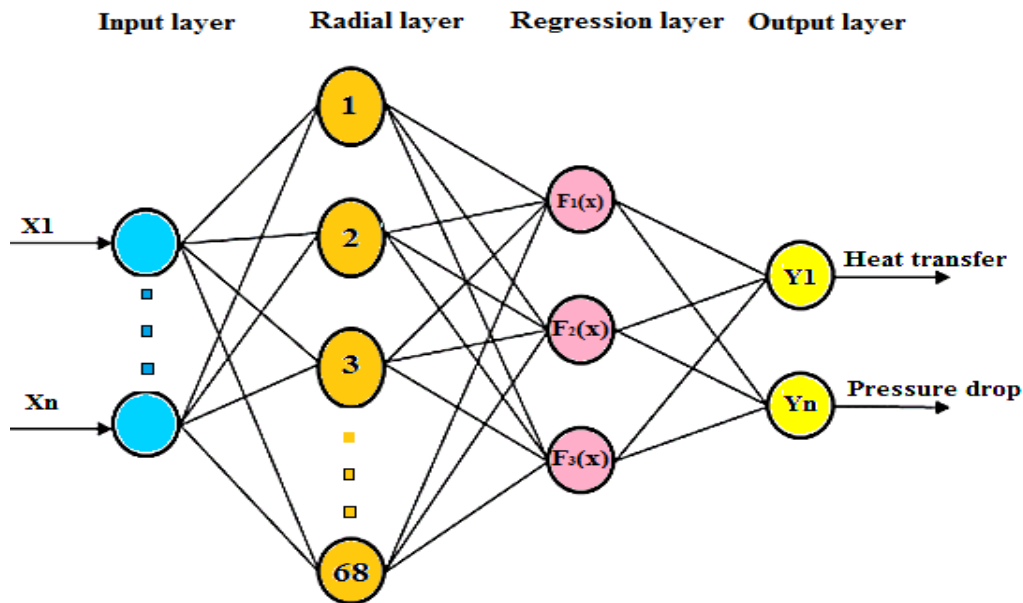 Input layer
Radial layer
Regression layer
Output layer
X1
Xn
1
2
3
68
F1(x)
F2(x)
F3(x)
Y1
Yn
Heat transfer
Pressure drop